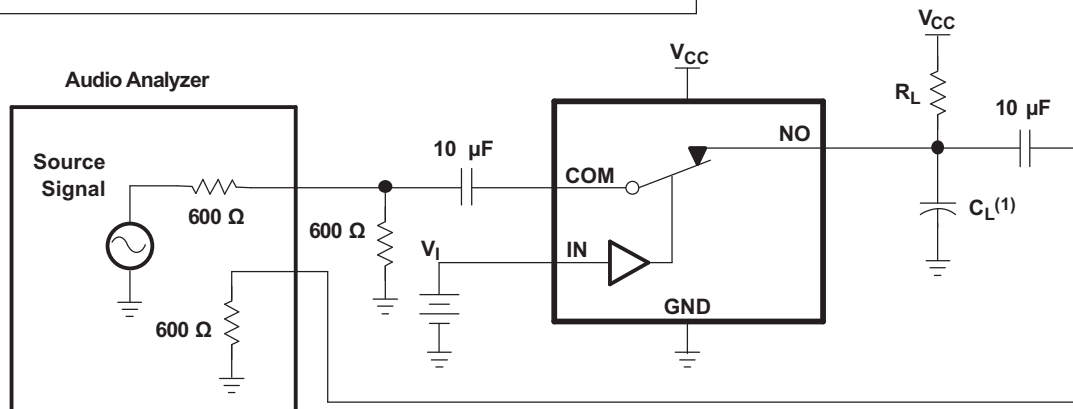 VCC
Audio Analyzer
VCC
RL
10 µF
NO
Source
Signal
10 µF
COM
600 Ω
600 Ω
CL(1)
VI
IN
GND
600 Ω